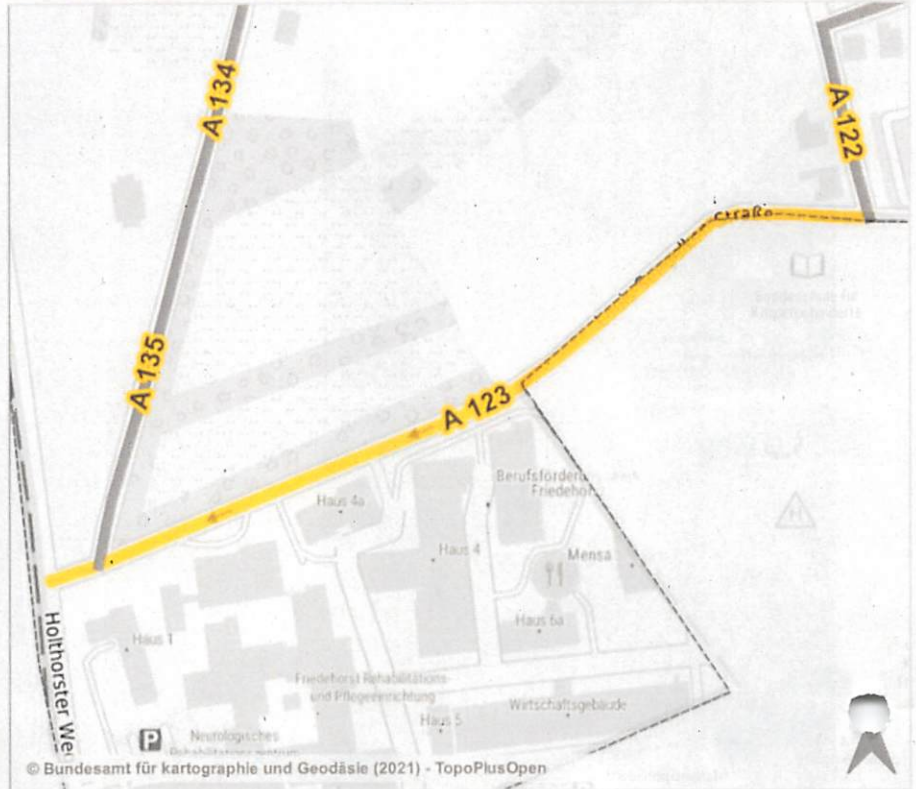 A 134
A 122
Straße
A 135
A 123
Berufsförder
Friedehor
Haus 4a
Haus 4
Mensa
Haus 6a
Haus 1
Holthorster We
Friedehorst Rehabilitations-
und Pflegeeinrichtung
Wirtschaftsgebäude
Haus 5
P
Neurologisches
© Bundesamt für kartographie und Geodäsie (2021) - TopoPlusOpen